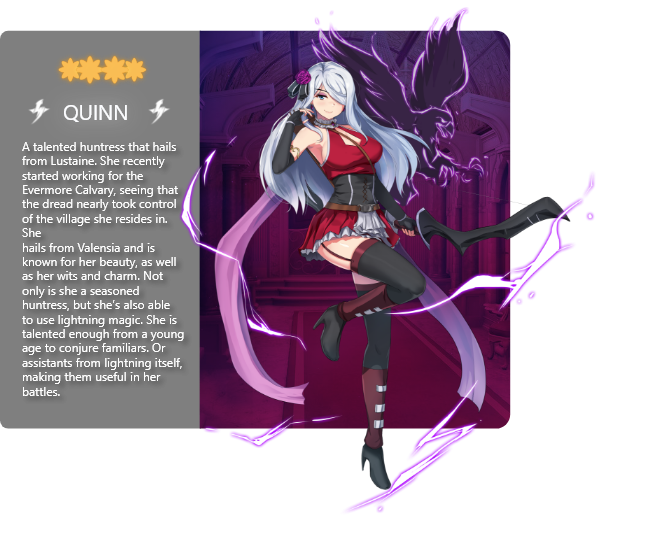 QUINN
A talented huntress that hails
from Lustaine. She recently
started working for the
Evermore Calvary, seeing that
the dread nearly took control
of the village she resides in.
She
hails from Valensia and is
known for her beauty, as well
as her wits and charm. Not
only is she a seasoned
huntress, but she's also able
to use lightning magic. She is
talented enough from a young
age to conjure familiars. Or
assistants from lightning itself,
making them useful in her
battles.